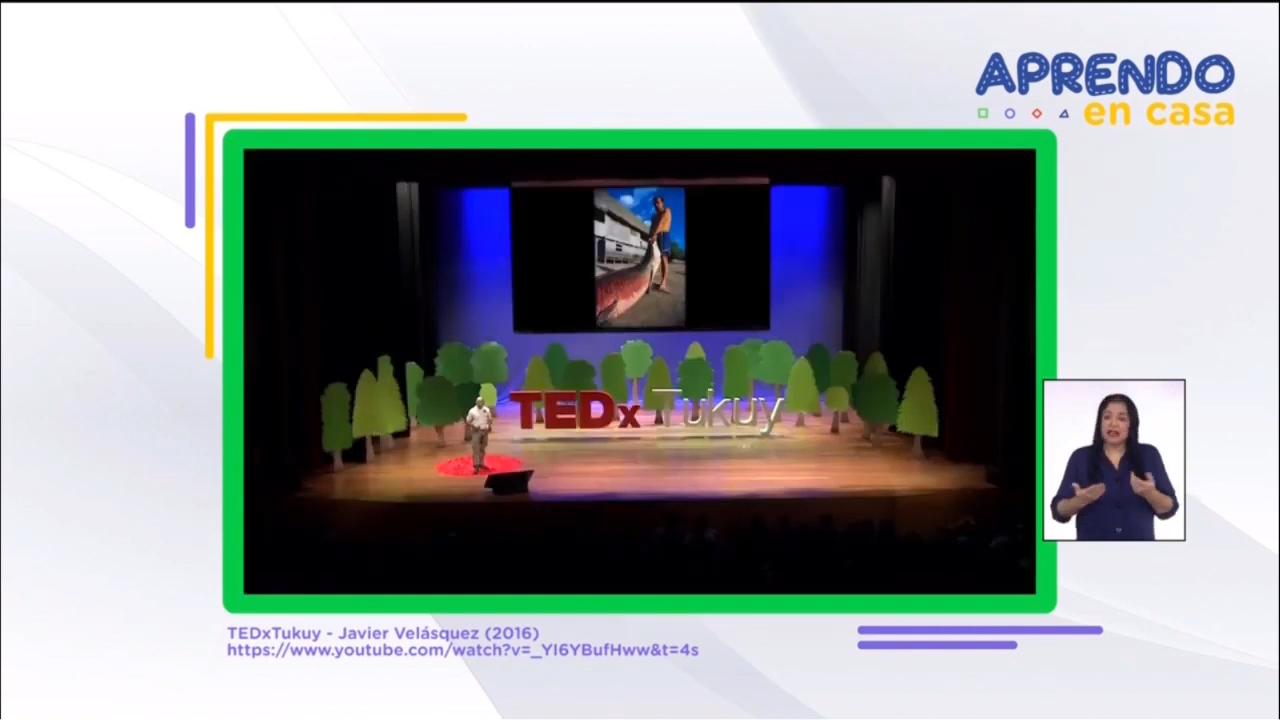 APRENDO
en casa
TEDx Tukuy
TEDxTukuy - Javier Velásquez (2016)
https://www.youtube.com/watch?v=_YI6YBufHww&t=4s